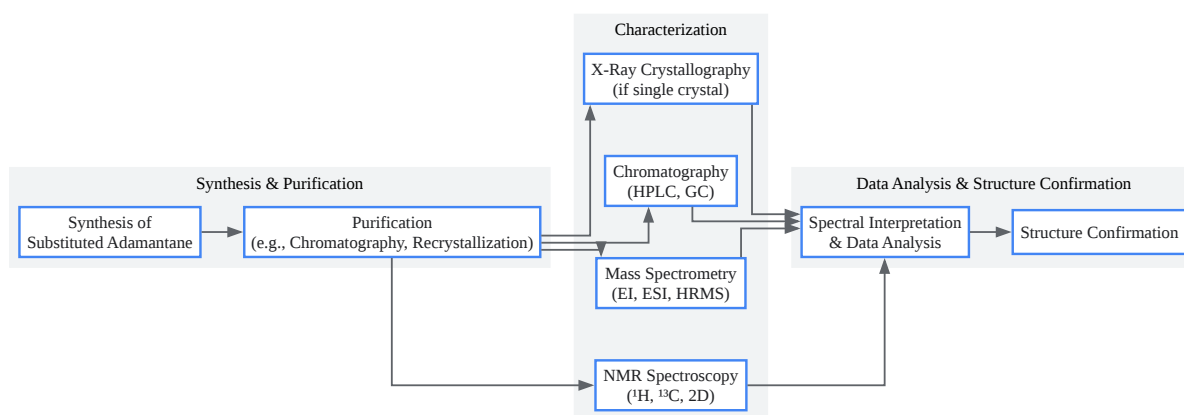 Characterization
X-Ray Crystallography
(if single crystal)
Synthesis & Purification
Synthesis of
Substituted Adamantane
Purification
(e.g., Chromatography, Recrystallization)
Chromatography
(HPLC, GC)
Mass Spectrometry
(EI, ESI, HRMS)
NMR Spectroscopy
(¹H, ¹³C, 2D)
Data Analysis & Structure Confirmation
Spectral Interpretation
& Data Analysis
Structure Confirmation